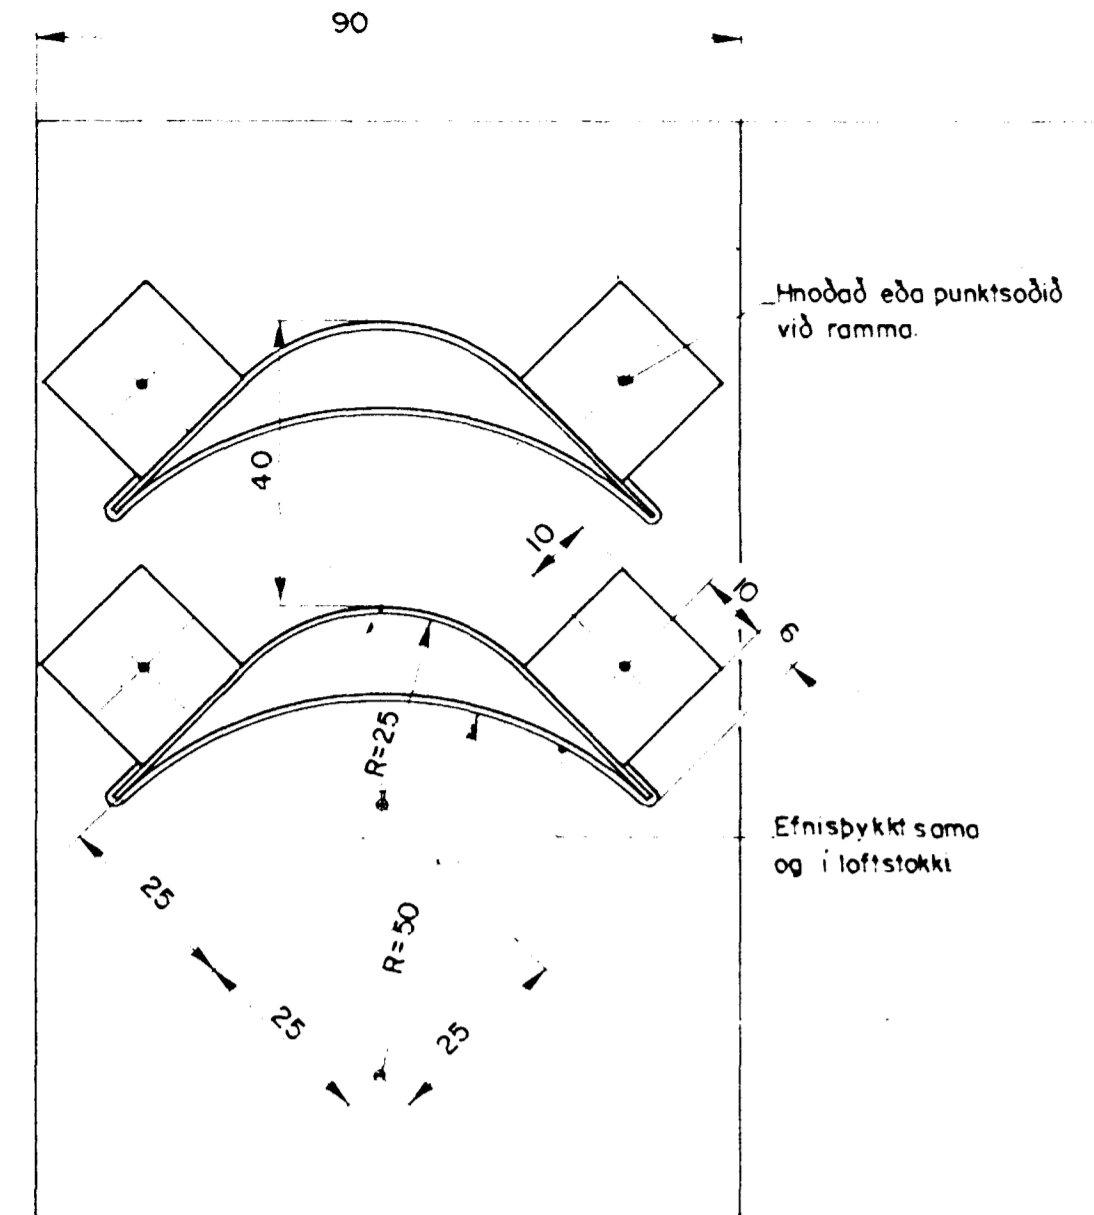 90
Hnoðað eða punktsoðið
við ramma.
40
10
10
6
R=25
Efnisþykkt sama
og í loftstokki
25
R=50
25
25